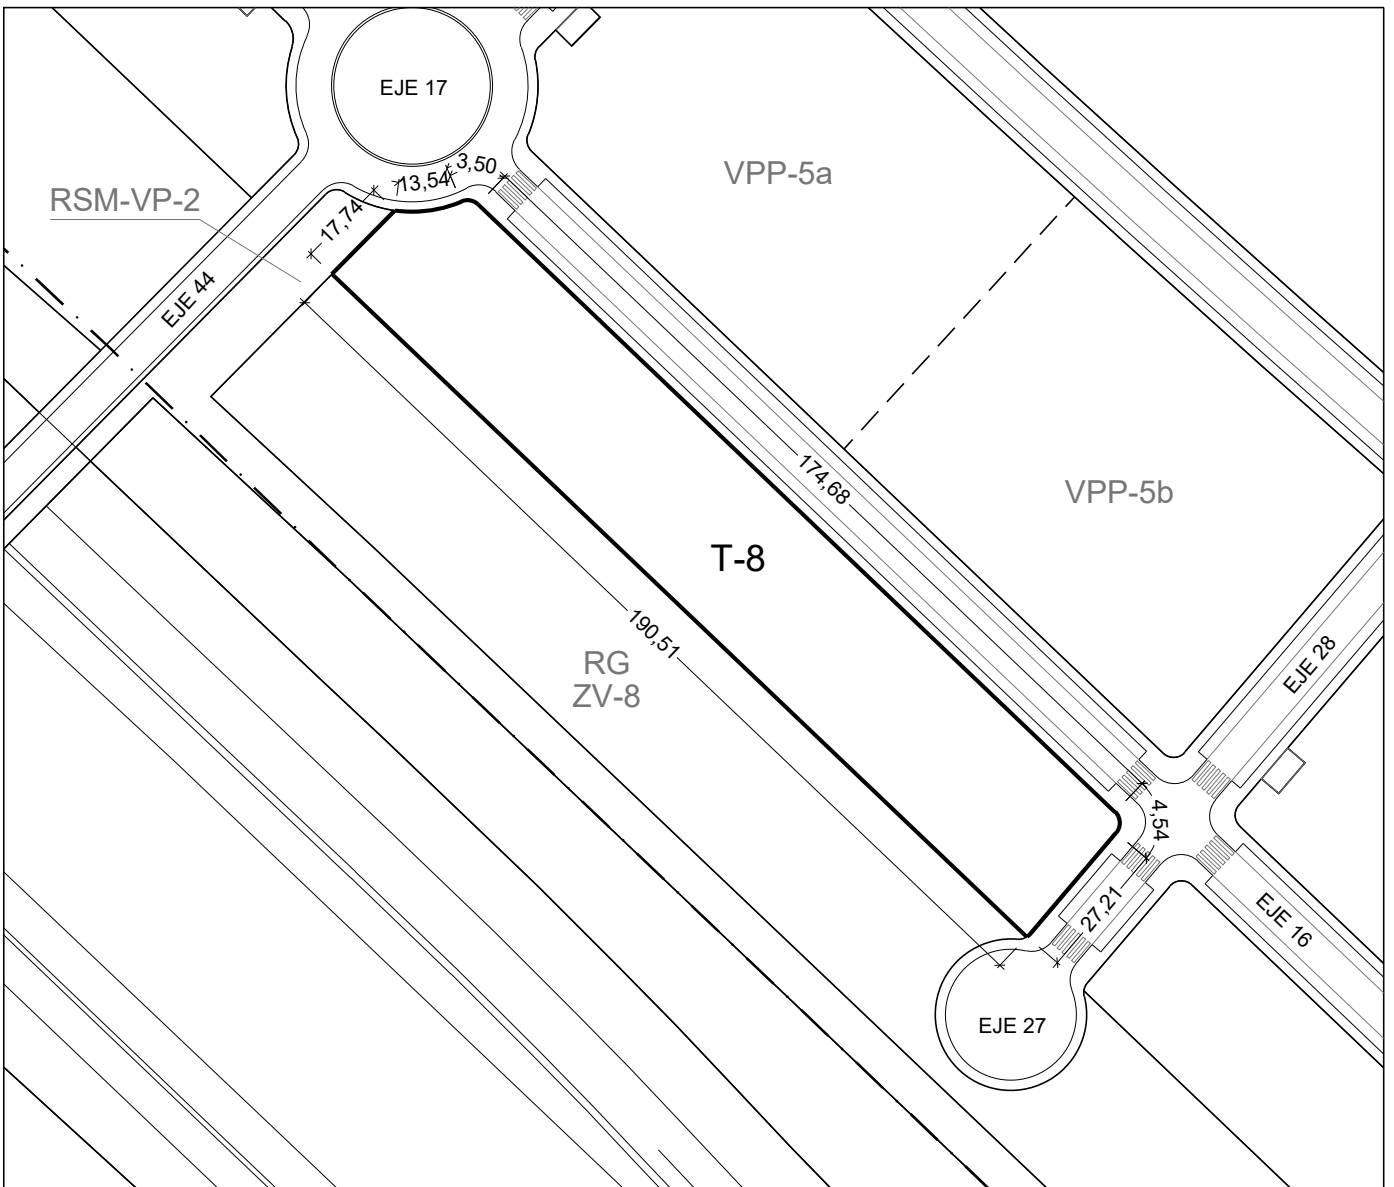 EJE 17
3,50
13,54
VPP-5a
RSM-VP-2
17,74
EJE 44
174,68
VPP-5b
T-8
190,51
RG
ZV-8
EJE 28
4,54
27,21
EJE 16
EJE 27